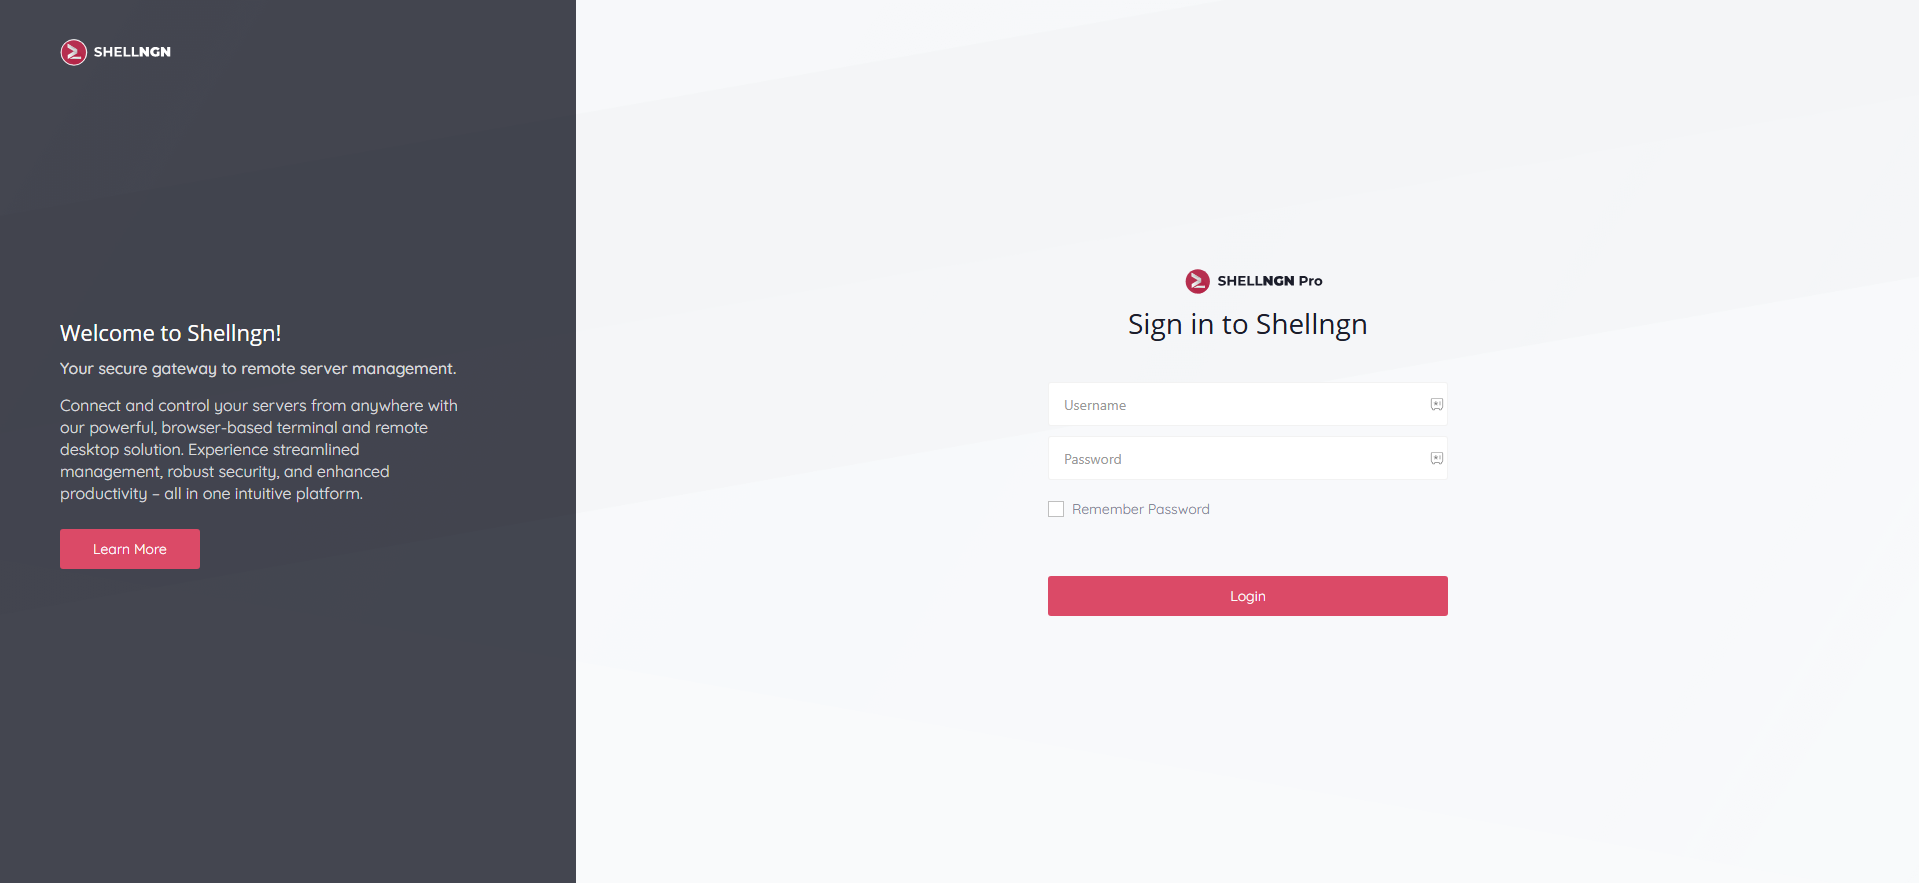 SHELLNGN
Welcome to Shellngn!
Your secure gateway to remote server management.
Connect and control your servers from anywhere with
our powerful, browser-based terminal and remote
desktop solution. Experience streamlined
management, robust security, and enhanced
productivity – all in one intuitive platform.
Learn More
SHELLNGN Pro
Sign in to Shellngn
Username
Password
Remember Password
Login